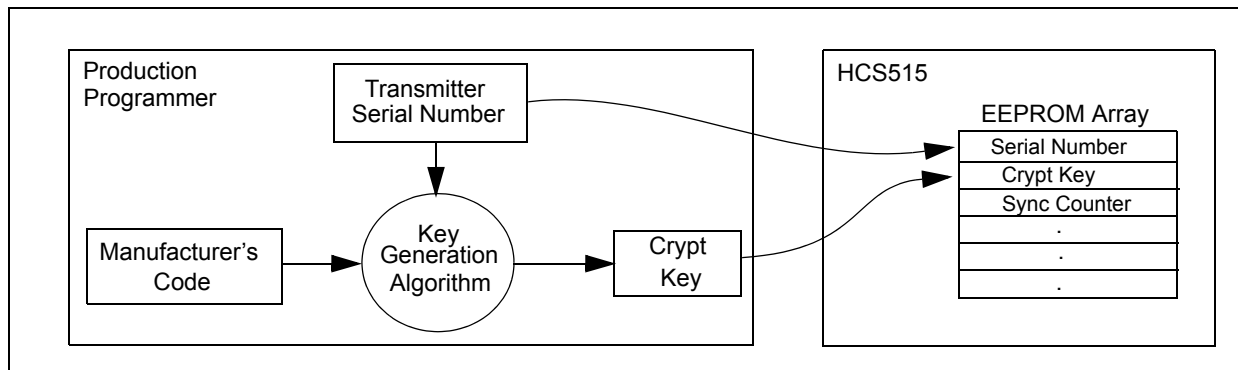 Production
Programmer
Transmitter
Serial Number
Manufacturer's
Code
Key
Generation
Algorithm
Crypt
Key
HCS515
EEPROM Array
Serial Number
Crypt Key
Sync Counter
.
.
.